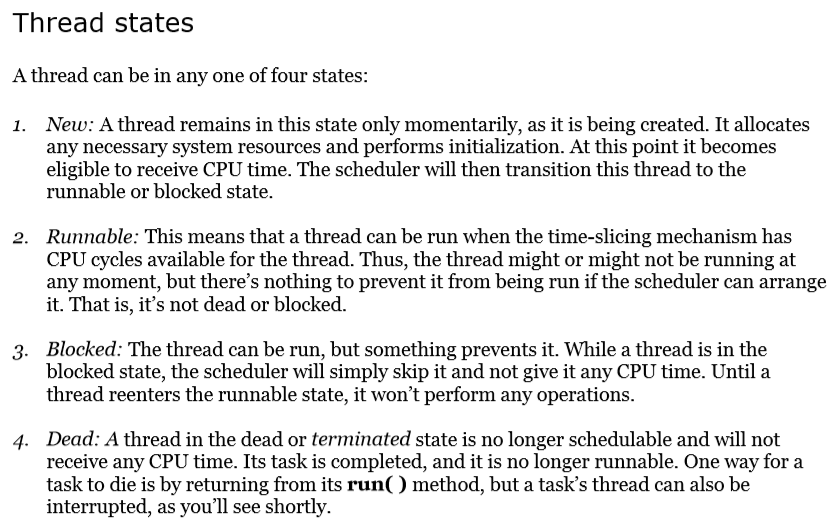 Thread states
A thread can be in any one of four states:
1. New: A thread remains in this state only momentarily, as it is being created. It allocates
any necessary system resources and performs initialization. At this point it becomes
eligible to receive CPU time. The scheduler will then transition this thread to the
runnable or blocked state.
2. Runnable: This means that a thread can be run when the time-slicing mechanism has
CPU cycles available for the thread. Thus, the thread might or might not be running at
any moment, but there’s nothing to prevent it from being run if the scheduler can arrange
it. That is, it’s not dead or blocked.
3. Blocked: The thread can be run, but something prevents it. While a thread is in the
blocked state, the scheduler will simply skip it and not give it any CPU time. Until a
thread reenters the runnable state, it won’t perform any operations.
4. Dead: A thread in the dead or terminated state is no longer schedulable and will not
receive any CPU time. Its task is completed, and it is no longer runnable. One way for a
task to die is by returning from its run( ) method, but a task’s thread can also be
interrupted, as you’ll see shortly.